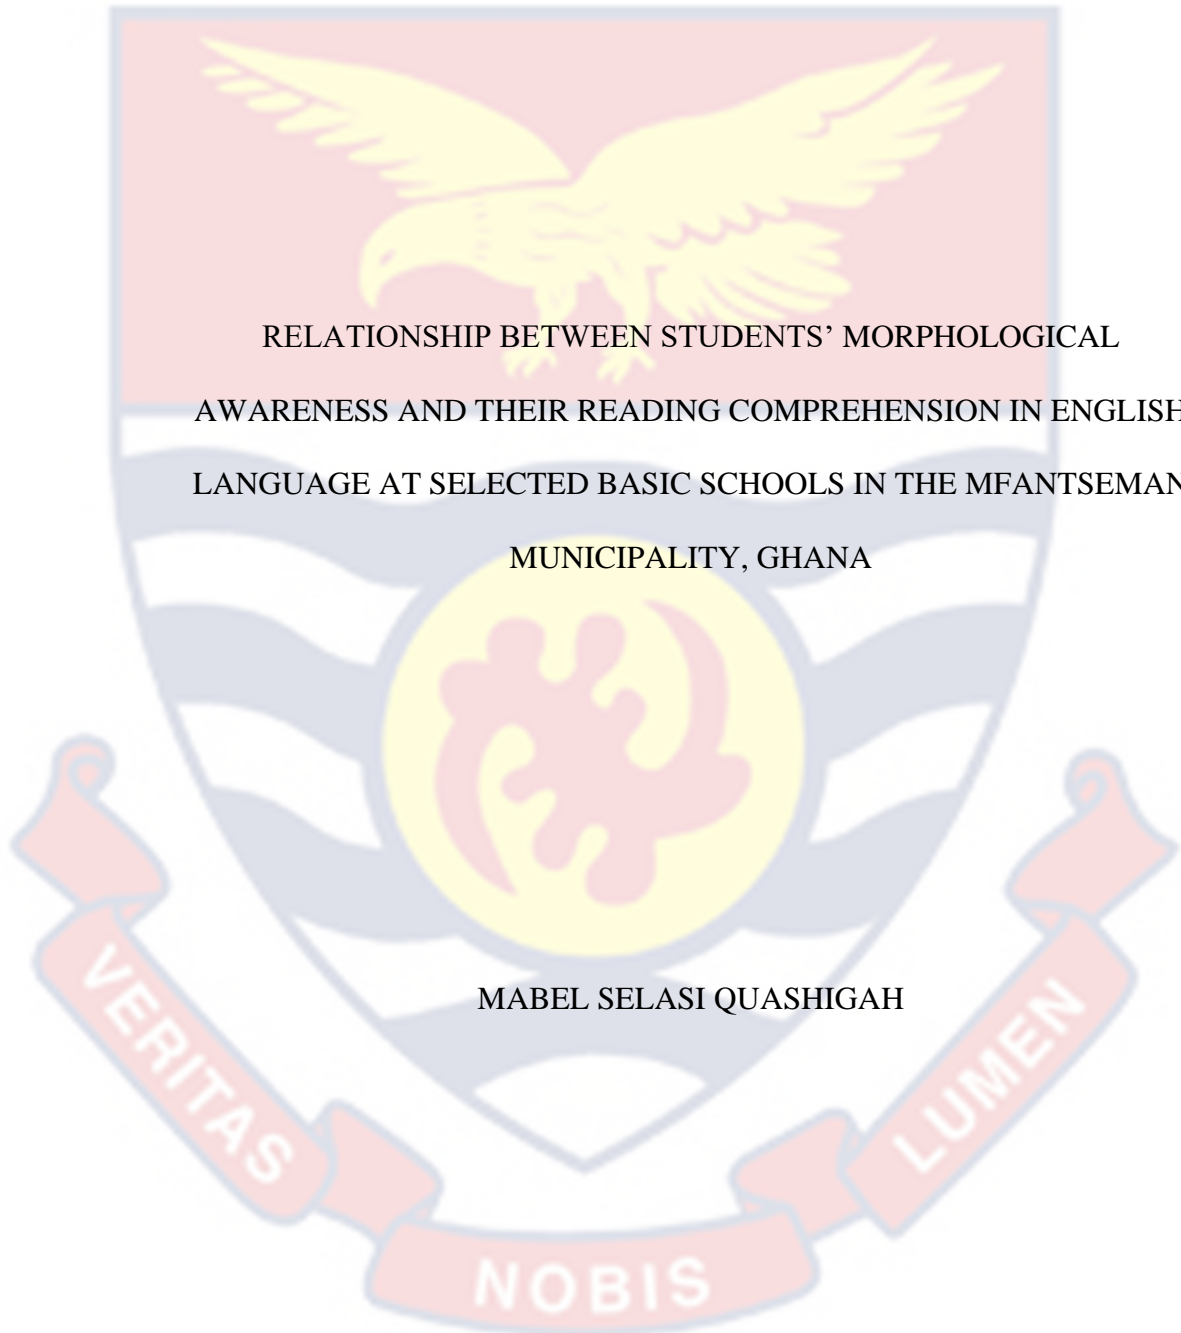 RELATIONSHIP BETWEEN STUDENTS’ MORPHOLOGICAL
AWARENESS AND THEIR READING COMPREHENSION IN ENGLISH
LANGUAGE AT SELECTED BASIC SCHOOLS IN THE MFANTSEMAN
MUNICIPALITY, GHANA
MABEL SELASI QUASHIGAH
VERITAS
NOBIS
LUMEN